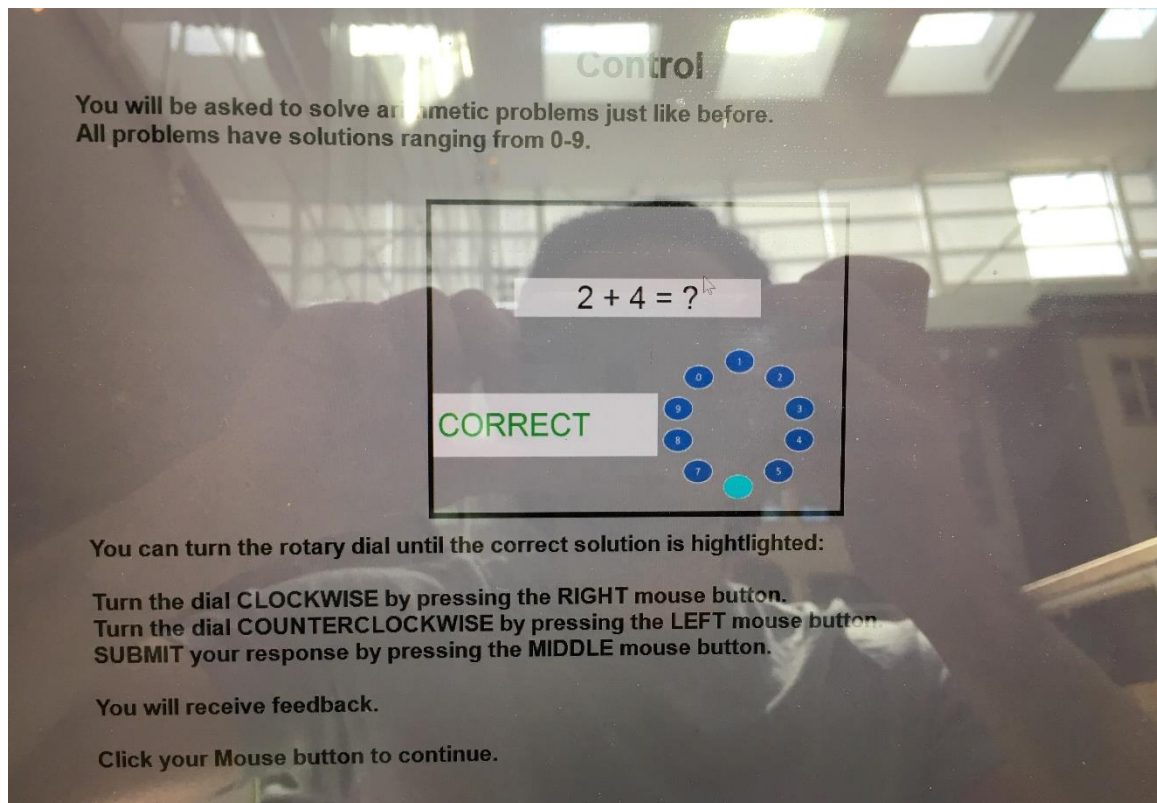 Control
You will be asked to solve metic problems just like before.
All problems have solutions ranging from 0-9.
2 + 4 = ?
1
0 2
9 3
CORRECT
8 4
7 5
You can turn the rotary dial until the correct solution is hightlighted:
Turn the dial CLOCKWISE by pressing the RIGHT mouse button.
Turn the dial COUNTERCLOCKWISE by pressing the LEFT mouse button.
SUBMIT your response by pressing the MIDDLE mouse button.
You will receive feedback.
Click your Mouse button to continue.